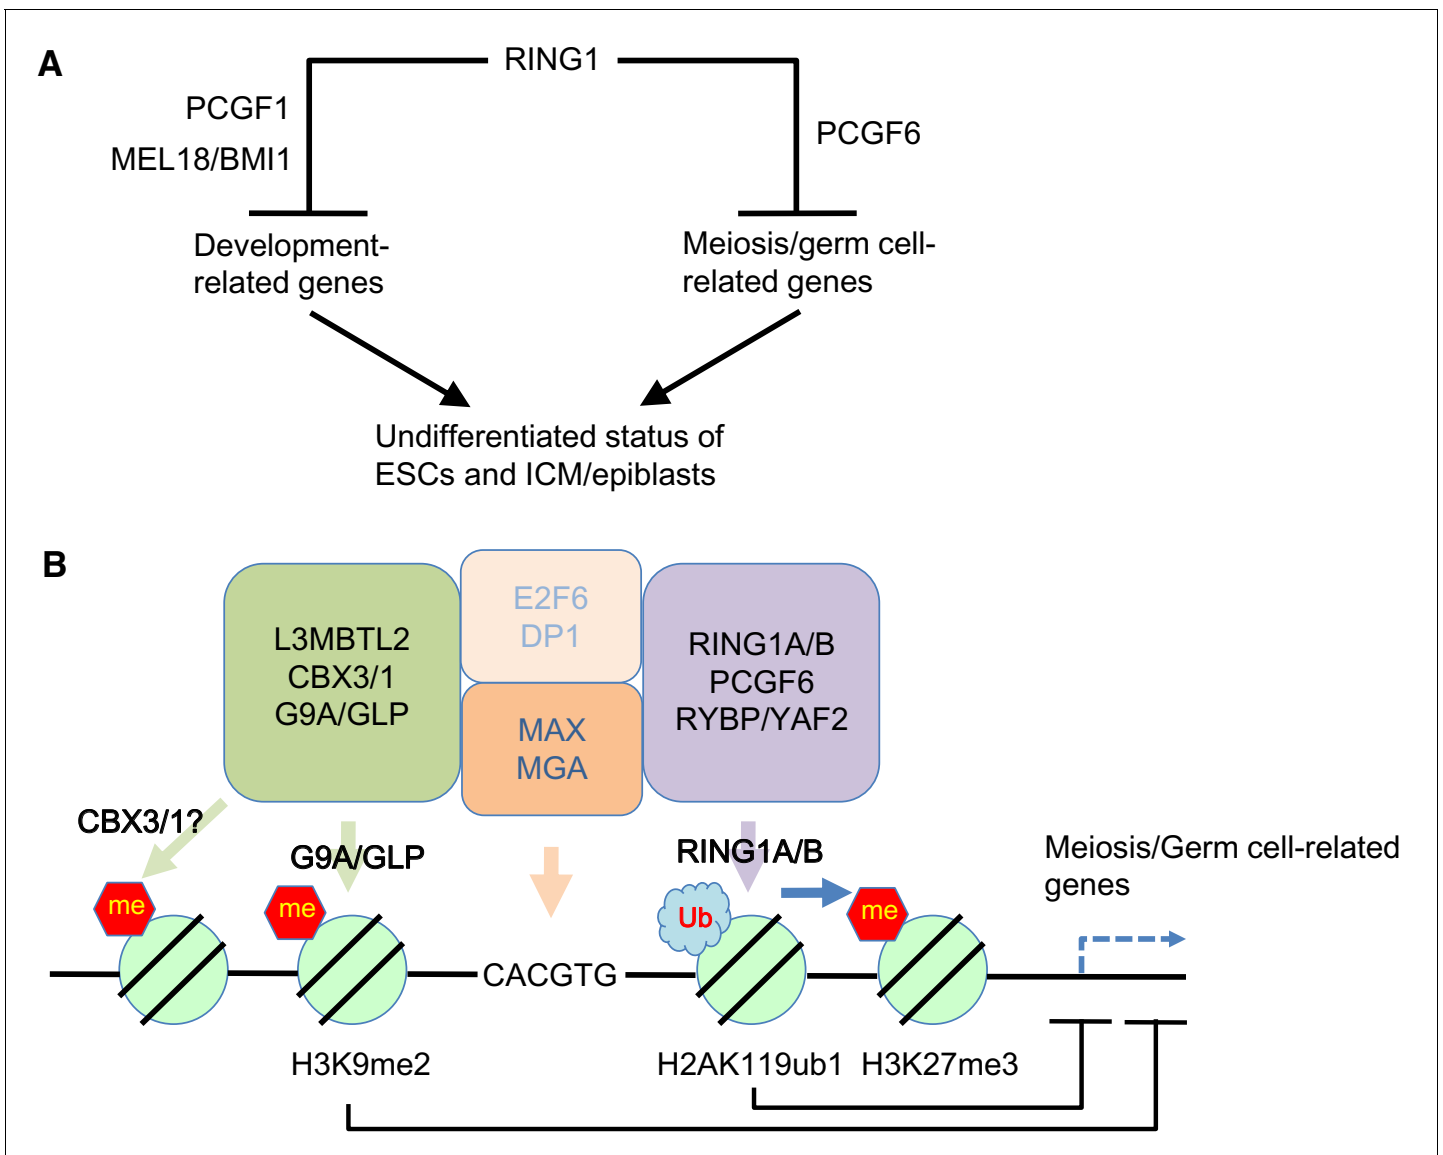 A
RING1
PCGF1
MEL18/BMI1
PCGF6
Development-
related genes
Meiosis/germ cell-
related genes
Undifferentiated status of
ESCs and ICM/epiblasts
B
L3MBTL2
CBX3/1
G9A/GLP
E2F6
DP1
MAX
MGA
RING1A/B
PCGF6
RYBP/YAF2
CBX3/1?
G9A/GLP
RING1A/B
Meiosis/Germ cell-related
genes
me
me
Ub
me
CACGTG
H3K9me2
H2AK119ub1
H3K27me3